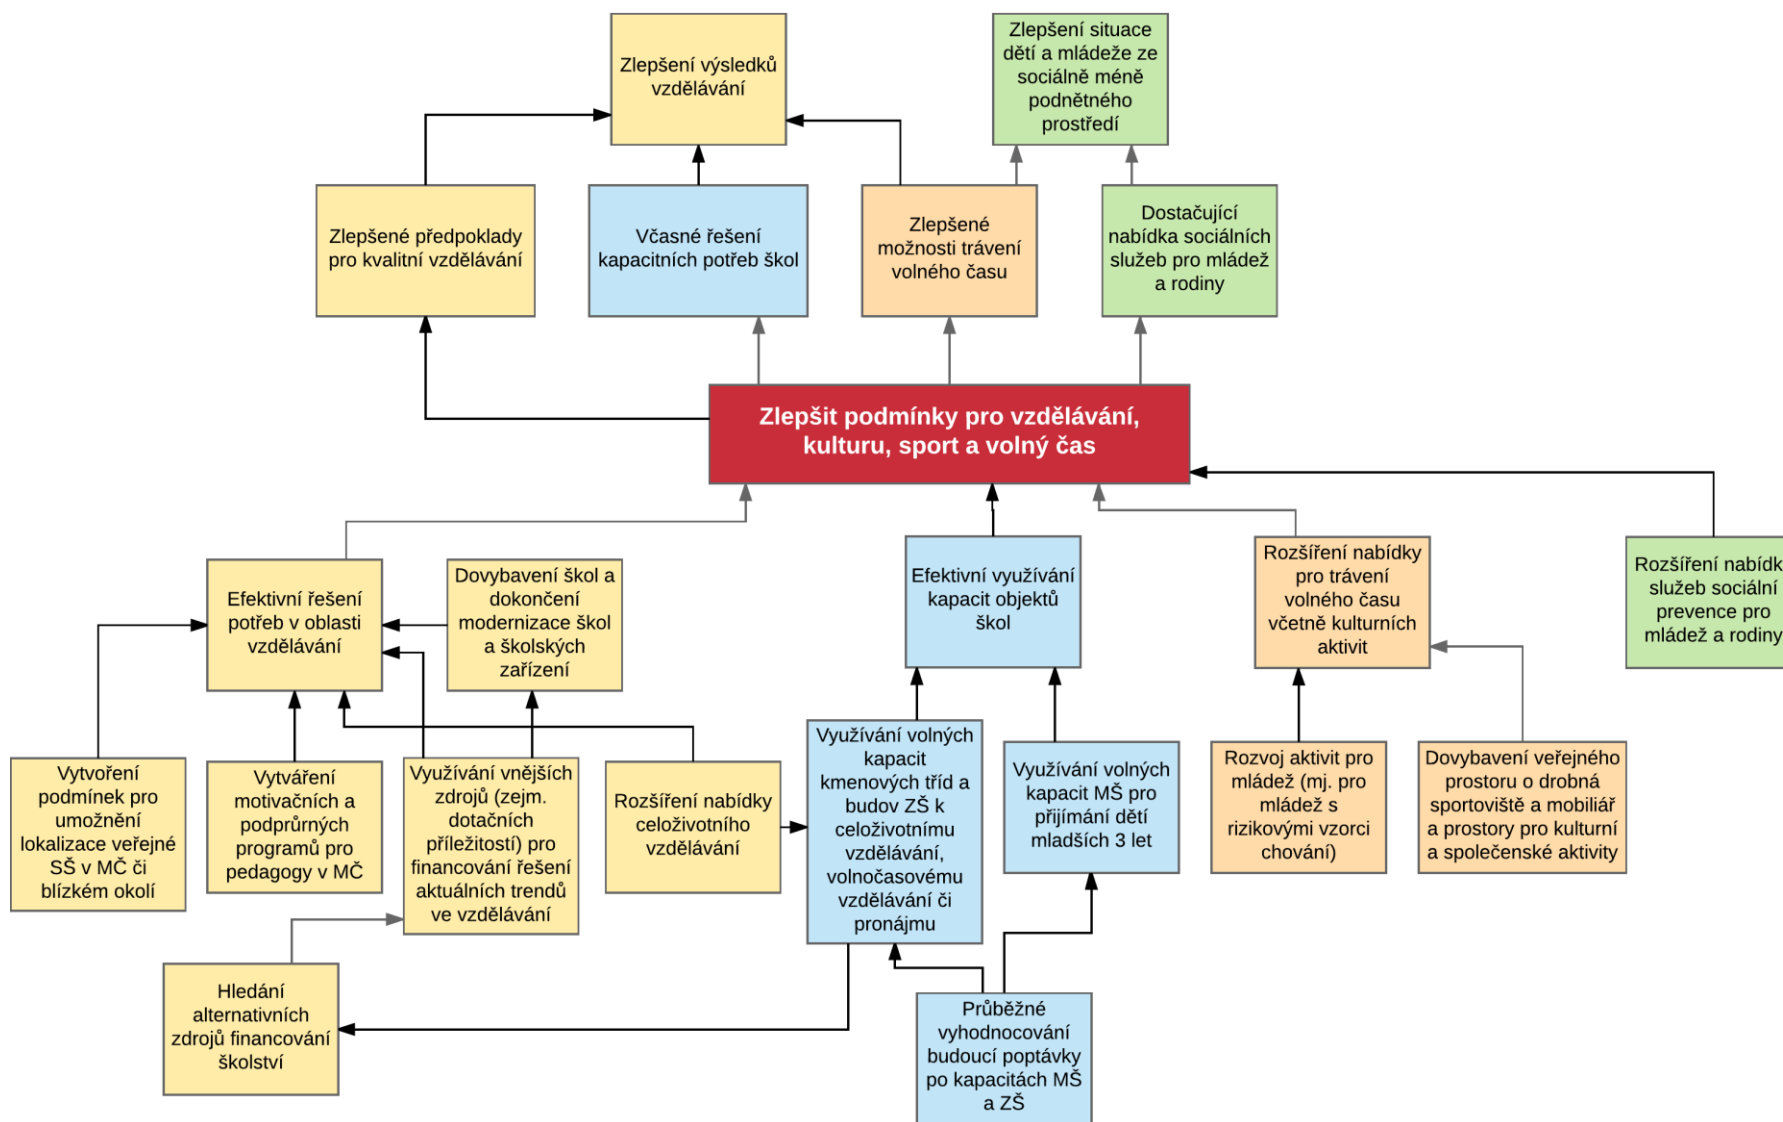 Zlepšení výsledků
vzdělávání
Zlepšení situace
dětí a mládeže ze
sociálně méně
podnětného
prostředí
Zlepšené předpoklady
pro kvalitní vzdělávání
Včasné řešení
kapacitních potřeb škol
Zlepšené
možnosti trávení
volného času
Dostačující
nabídka sociálních
služeb pro mládež
a rodiny
Zlepšit podmínky pro vzdělávání,
kulturu, sport a volný čas
Efektivní řešení
potřeb v oblasti
vzdělávání
Dovybavení škol a
dokončení
modernizace škol
a školských
zařízení
Efektivní využívání
kapacit objektů
škol
Rozšíření nabídky
pro trávení
volného času
včetně kulturních
aktivit
Rozšíření nabídk
služeb sociální
prevence pro
mládež a rodiny
Vytvoření
podmínek pro
umožnění
lokalizace veřejné
SŠ v MČ či
blízkém okolí
Vytváření
motivačních a
podprůrných
programů pro
pedagogy v MČ
Využívání vnějších
zdrojů (zejm.
dotačních
příležitostí) pro
financování řešení
aktuálních trendů
ve vzdělávání
Rozšíření nabídky
celoživotního
vzdělávání
Využívání volných
kapacit
kmenových tříd a
budov ZŠ k
celoživotnímu
vzdělávání,
volnočasovému
vzdělávání či
pronájmu
Využívání volných
kapacit MŠ pro
přijímání dětí
mladších 3 let
Rozvoj aktivit pro
mládež (mj. pro
mládež s
rizikovými vzorci
chování)
Dovybavení veřejného
prostoru o drobná
sportoviště a mobiliář
a prostory pro kulturní
a společenské aktivity
Hledání
alternativních
zdrojů financování
školství
Průběžné
vyhodnocování
budoucí poptávky
po kapacitách MŠ
a ZŠ